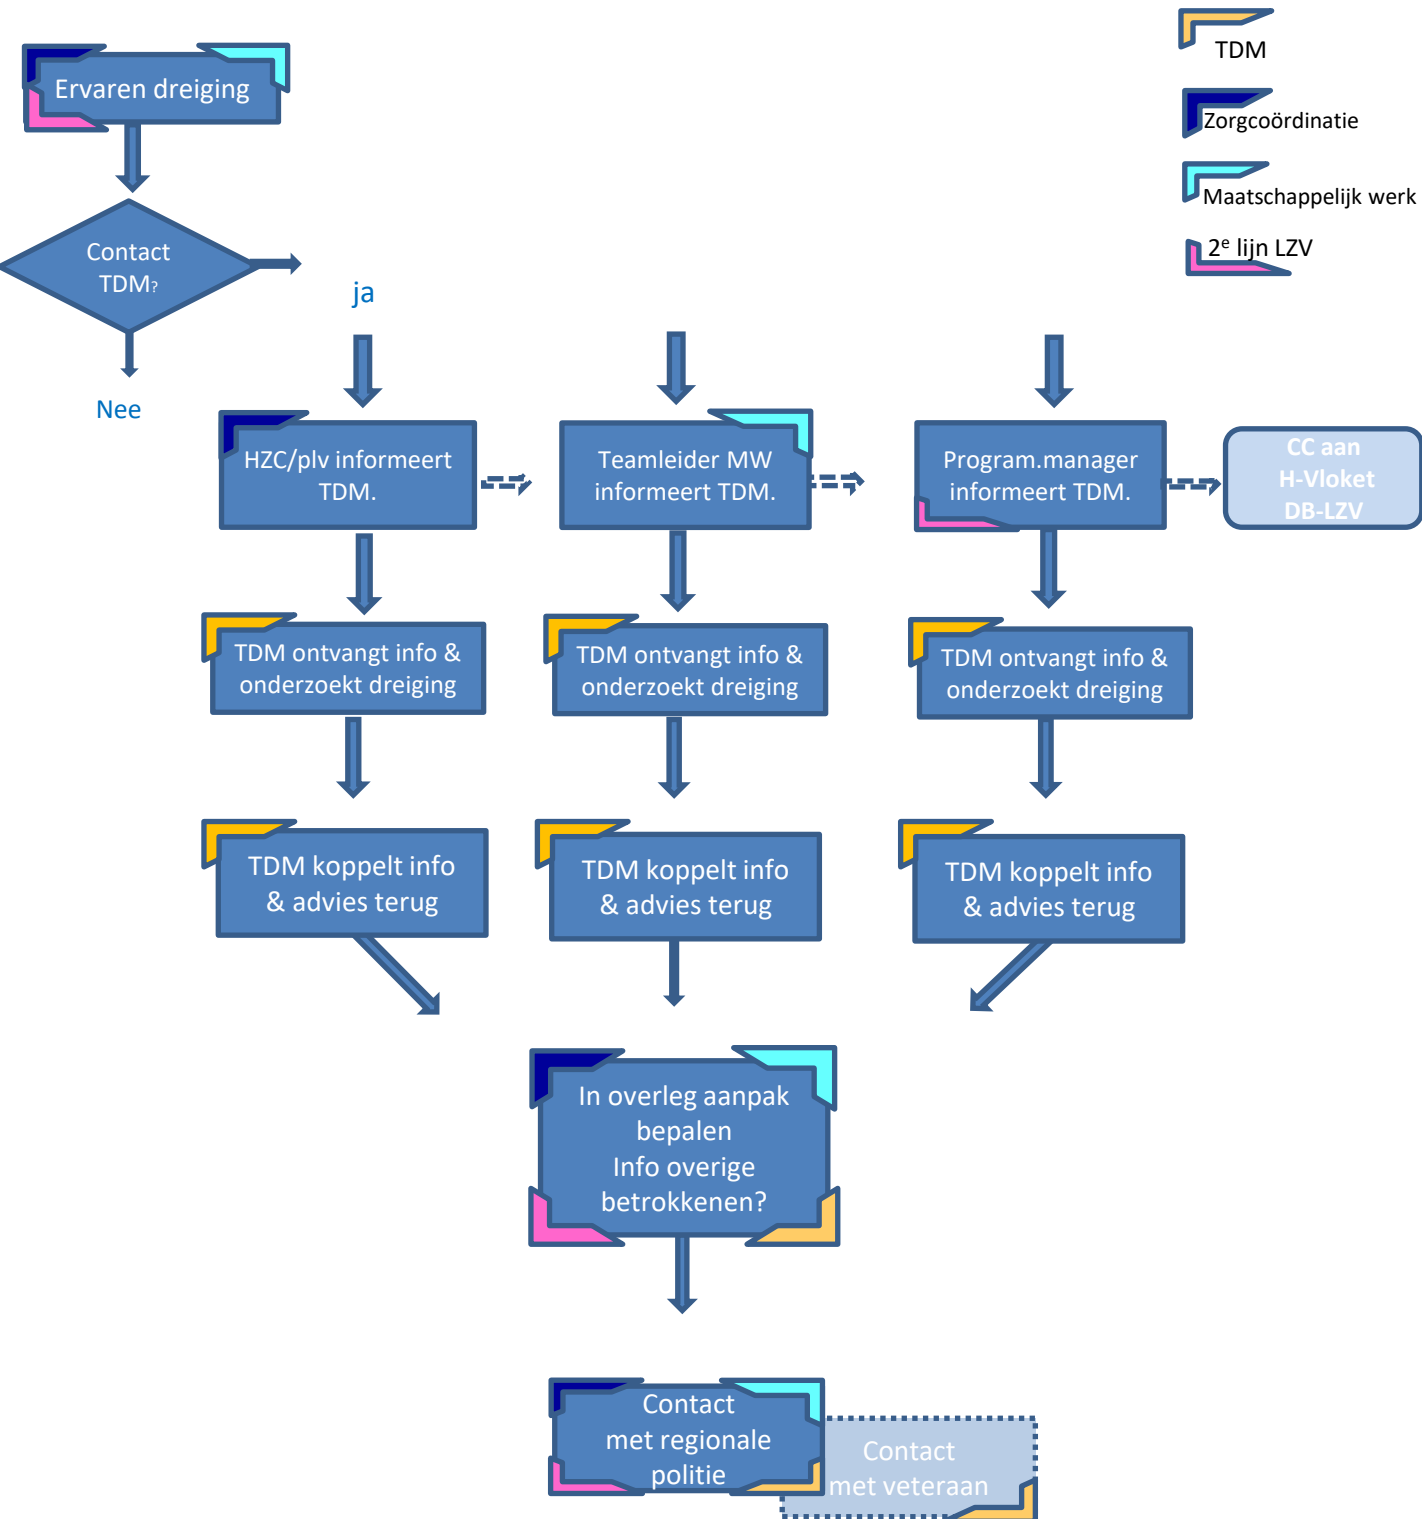 TDM
Zorgcoördinatie
Maatschappelijk werk
2e lijn LZV
Ervaren dreiging
Contact
TDM?
ja
Nee
HZC/plv informeert
TDM.
Teamleider MW
informeert TDM.
Program.manager
informeert TDM.
CC aan
H-Vloket
DB-LZV
TDM ontvangt info &
onderzoekt dreiging
TDM ontvangt info &
onderzoekt dreiging
TDM ontvangt info &
onderzoekt dreiging
TDM koppelt info
& advies terug
TDM koppelt info
& advies terug
TDM koppelt info
& advies terug
In overleg aanpak
bepalen
Info overige
betrokkenen?
Contact
met regionale
politie
Contact
met veteraan